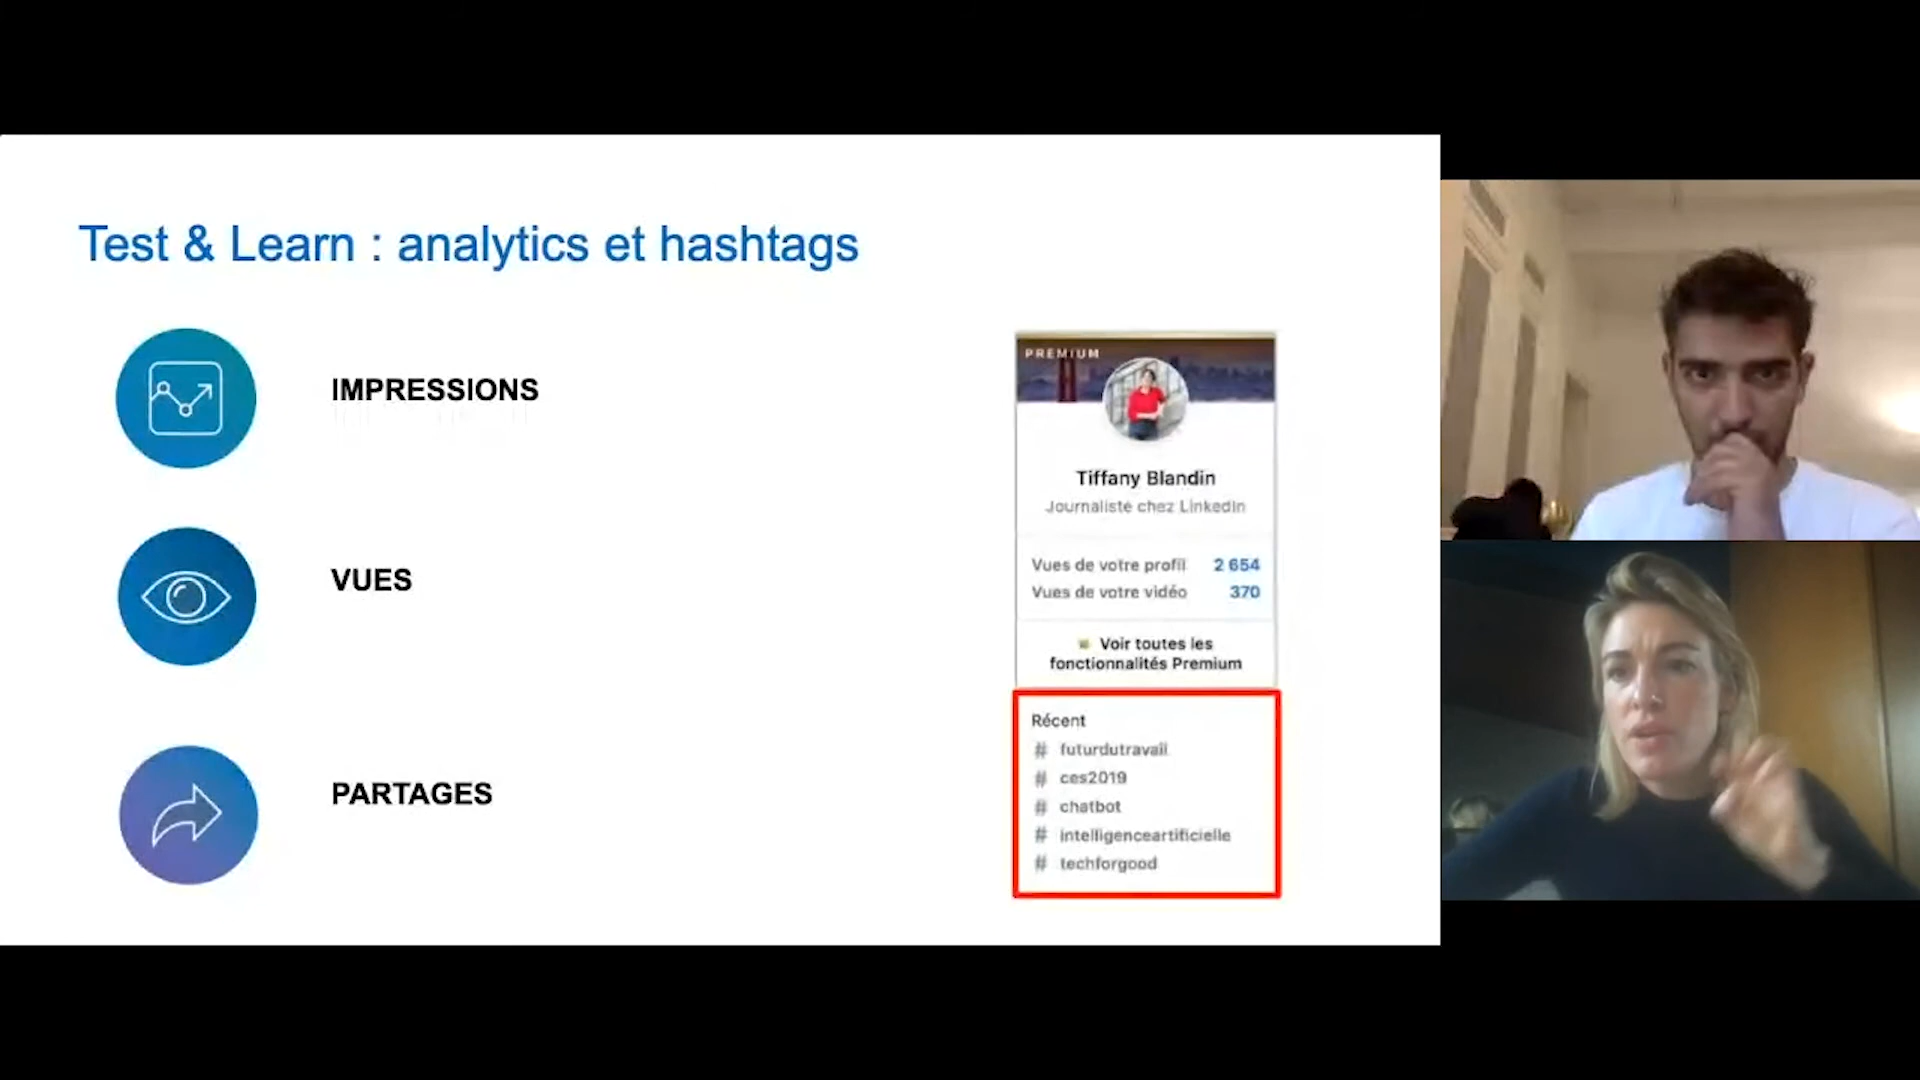 Test & Learn : analytics et hashtags
IMPRESSIONS
VUES
PARTAGES
PREMIUM
Tiffany Blandin
Journaliste chez LinkedIn
Vues de votre profil 2 654
Vues de votre vidéo 370
Voir toutes les
fonctionnalités Premium
Récent
# futurdutravail
# ces2019
# chatbot
# intelligenceartificielle
# techforgood